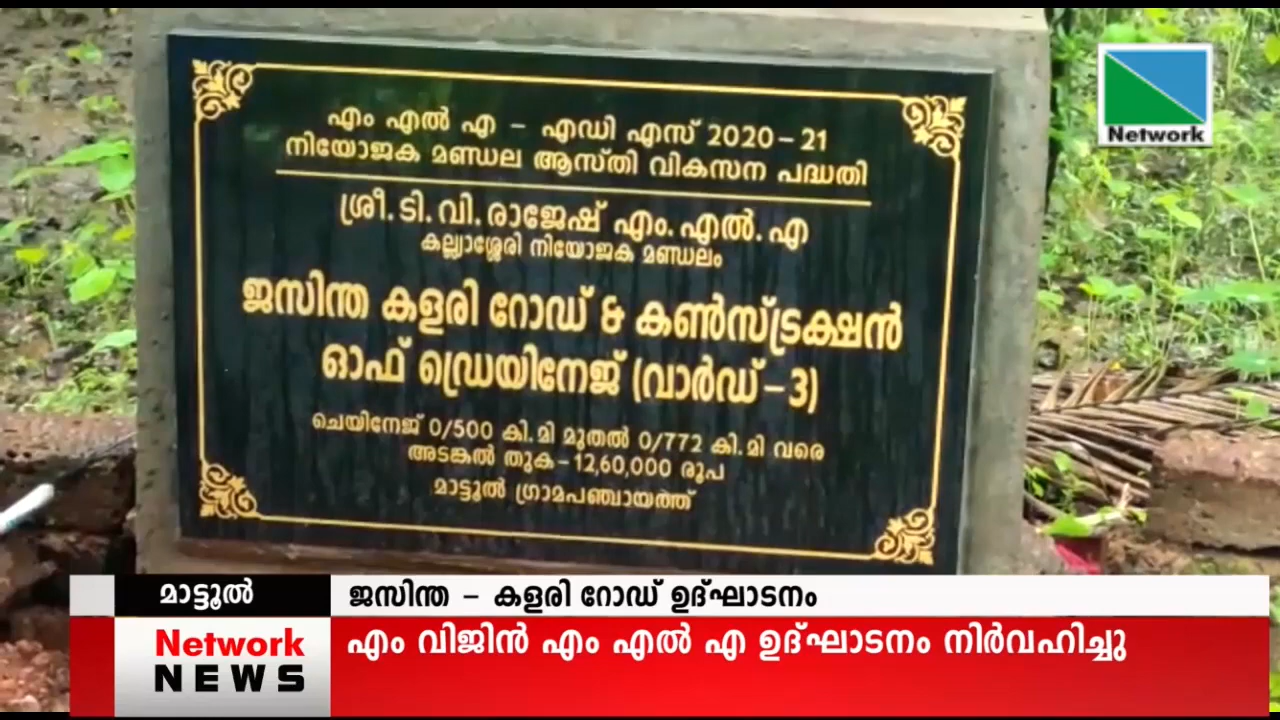 എം എൽ എ - എഡി എസ് 2020-21
നിയോജക മണ്ഡല ആസ്തി വികസന പദ്ധതി
ശ്രീ. ടി. വി. രാജേഷ് എം. എൽ. എ
കല്ല്യാശ്ശേരി നിയോജക മണ്ഡലം
ജസിന്ത കളരി റോഡ് & കൺസ്ട്രക്ഷൻ
ഓഫ് ഡ്രെയിനേജ് (വാർഡ്-3)
ചെയിനേജ് 0/500 കി.മി മുതൽ 0/772 കി.മി വരെ
അടങ്കൽ തുക-12,60,000 രൂപ
മാട്ടൂൽ ഗ്രാമപഞ്ചായത്ത്
Network
മാട്ടൂൽ
ജസിന്ത - കളരി റോഡ് ഉദ്ഘാടനം
Network
NEWS
എം വിജിൻ എം എൽ എ ഉദ്ഘാടനം നിർവഹിച്ചു